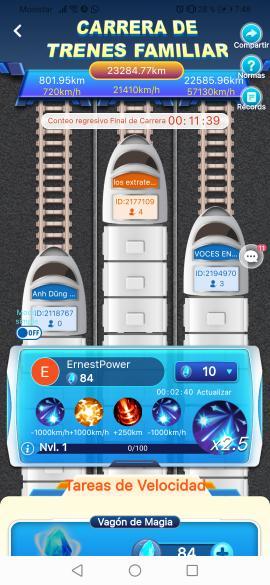 Movistar
28 %
7:48
CARRERA DE
TRENES FAMILIAR
Compartir
Normas
Récords
23284.77km
801.95km
22585.96km
720km/h
21410km/h
57130km/h
Conteo regresivo Final de Carrera 00:11:39
los extrate...
ID:2177109
4
VOCES EN...
ID:2194970
3
11
Anh Dũng ...
ID:2118767
0
OFF
E
ErnestPower
84
10
00:02:40 Actualizar
-1000km/h
+1000km/h
+250km
-1000km/h
x2.5
Nvl. 1
0/100
Tareas de Velocidad
Vagón de Magia
84